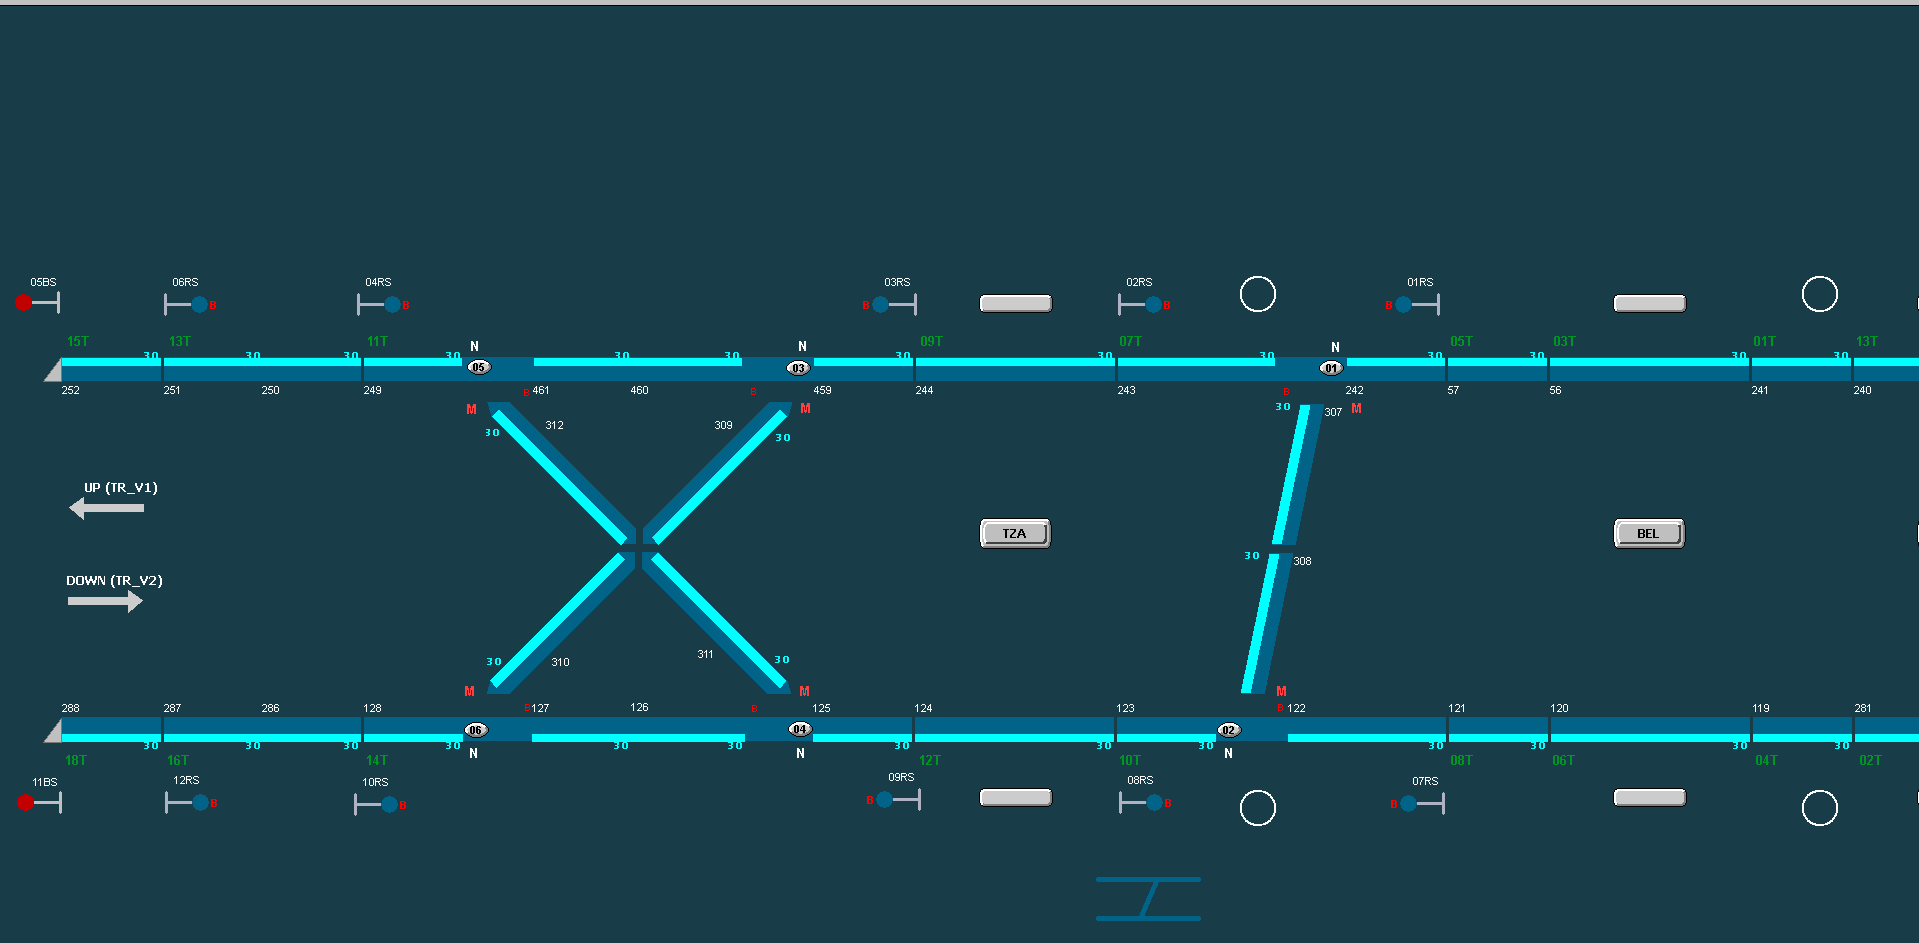 05BS 06RS 04RS 03RS 02RS 01RS
B B B B B
15T 13T 11T N N 09T 07T N 05T 03T 01T 13T
30 30 30 30 30 30 30 30 30 30 30 30 30
05 03 01
252 251 250 249 B 461 460 C 459 244 243 B 242 57 56 241 240
M M 30 307 M
30 312 309 30
UP (TR_V1)
TZA BEL
30 308
DOWN (TR_V2)
30 310 311 30
M M M
288 287 286 128 C 127 126 B 125 124 123 B 122 121 120 119 281
06 04 02
30 30 30 30 30 30 30 30 30 30 30 30
N N N
18T 16T 14T 12T 10T 08T 06T 04T 02T
11BS 12RS 10RS 09RS 08RS 07RS
B B B B B